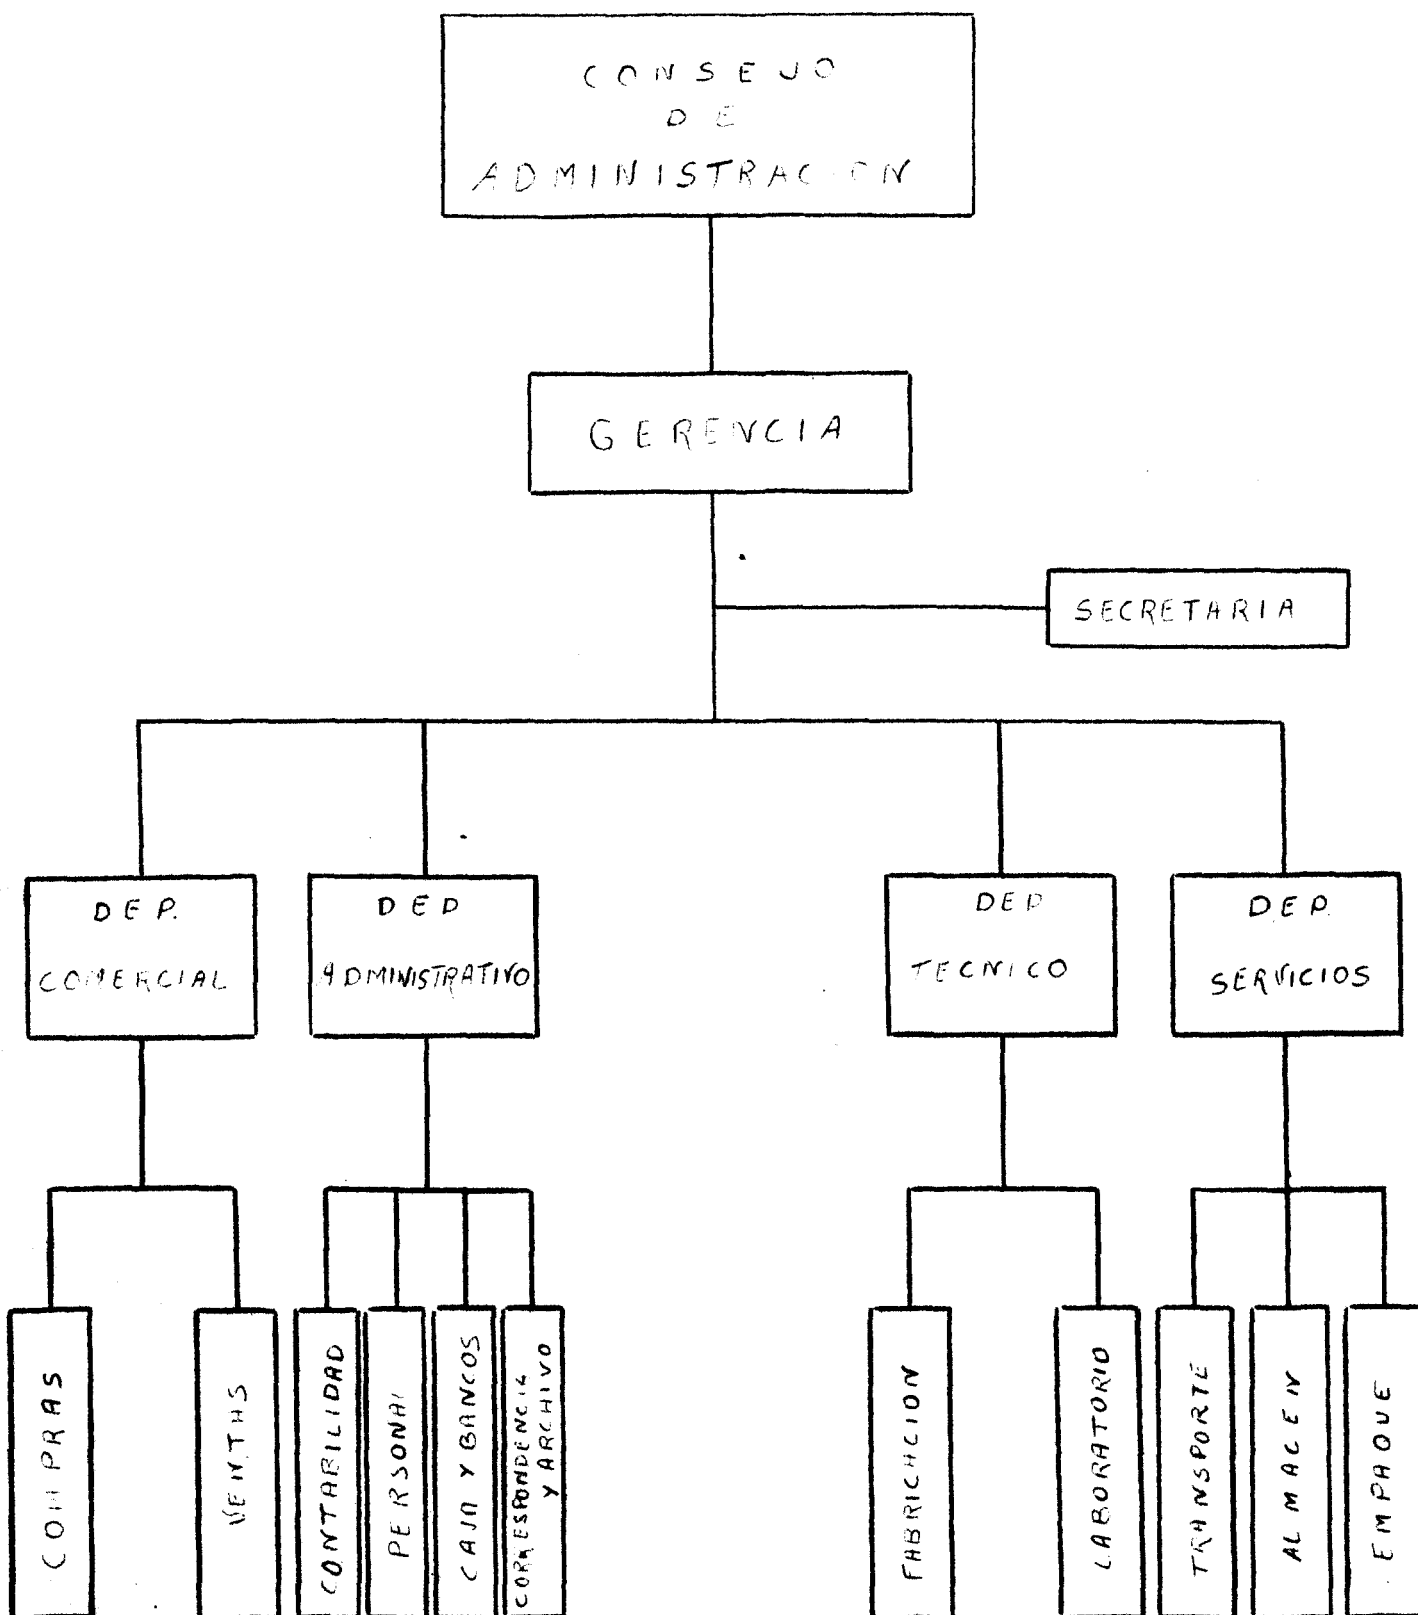 CONSEJO
DE
ADMINISTRACION
GERENCIA
SECRETARIA
DEP.
COMERCIAL
DEP
ADMINISTRATIVO
DEP
TECNICO
DEP.
SERVICIOS
COMPRAS
VENTAS
CONTABILIDAD
PERSONAL
CAJA Y BANCOS
CORRESPONDENCIA
Y ARCHIVO
FABRICACION
LABORATORIO
TRANSPORTE
ALMACEN
EMPAQUE